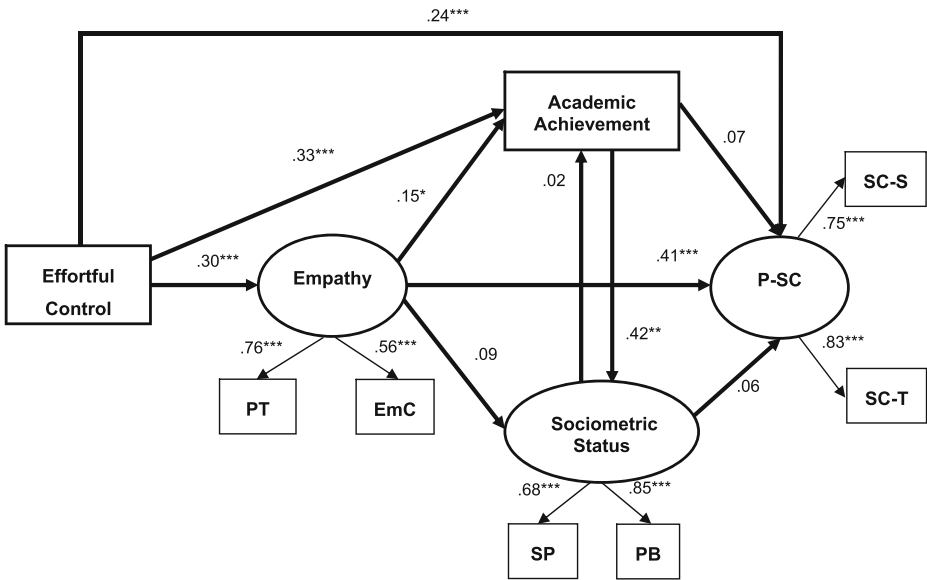 .24***
Academic
Achievement
.07
.33***
.02
SC-S
.15*
.75***
Effortful
Control
.30***
Empathy
.41***
P-SC
.76***
.56***
.09
.42**
.83***
PT
EmC
.06
SC-T
Sociometric
Status
.68***
.85***
SP
PB